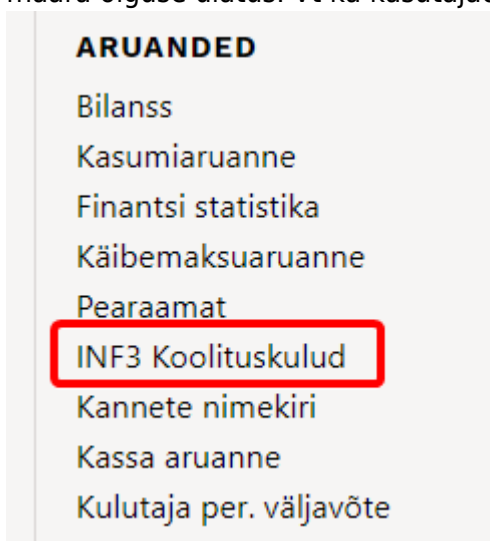 ARUANDED
Bilanss
Kasumiaruanne
Finantsi statistika
Käibemaksuaruanne
Pearaamat
INF3 Koolituskulud
Kannete nimekiri
Kassa aruanne
Kulutaja per. väljavõte